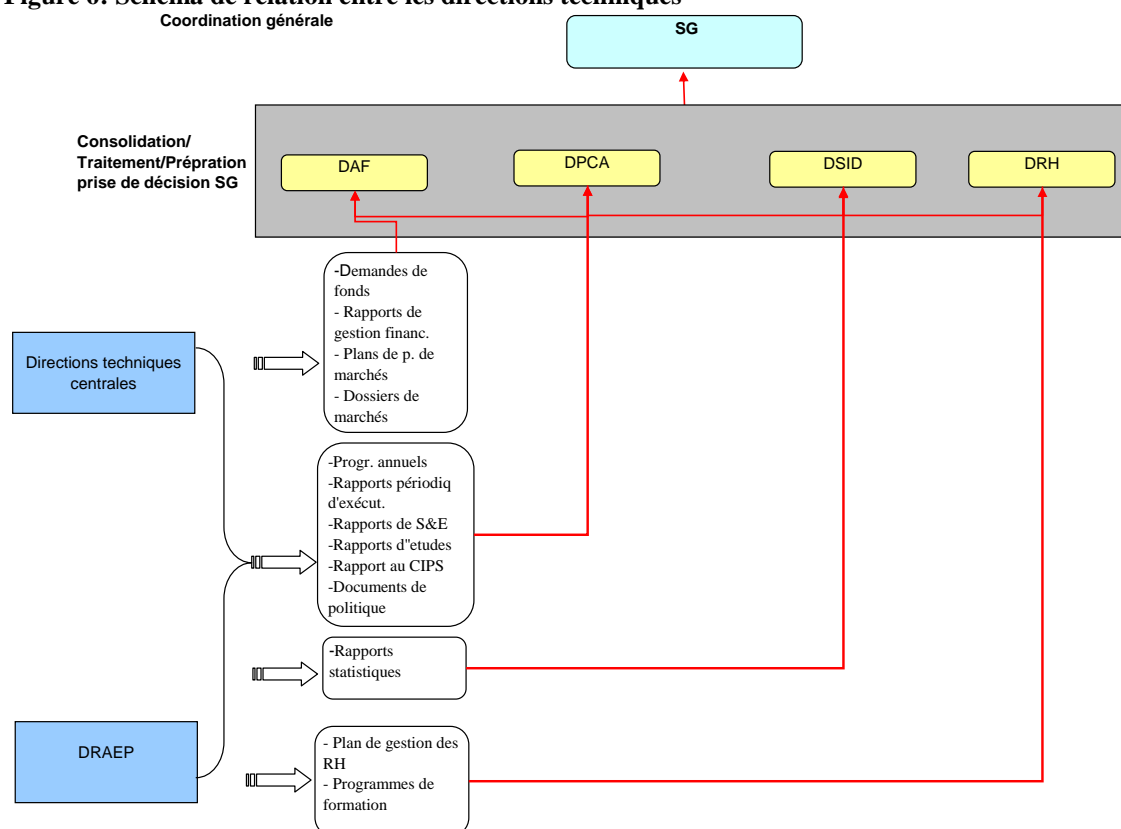 Figure 6: Schéma de relation entre les directions techniques
Coordination générale
SG
Consolidation/
Traitement/Prépration
prise de décision SG
DAF
DPCA
DSID
DRH
-Demandes de
fonds
- Rapports de
gestion financ.
- Plans de p. de
marchés
- Dossiers de
marchés
Directions techniques
centrales
-Progr. annuels
-Rapports périodiq
d'exécut.
-Rapports de S&E
-Rapports d"etudes
-Rapport au CIPS
-Documents de
politique
-Rapports
statistiques
DRAEP
- Plan de gestion des
RH
- Programmes de
formation